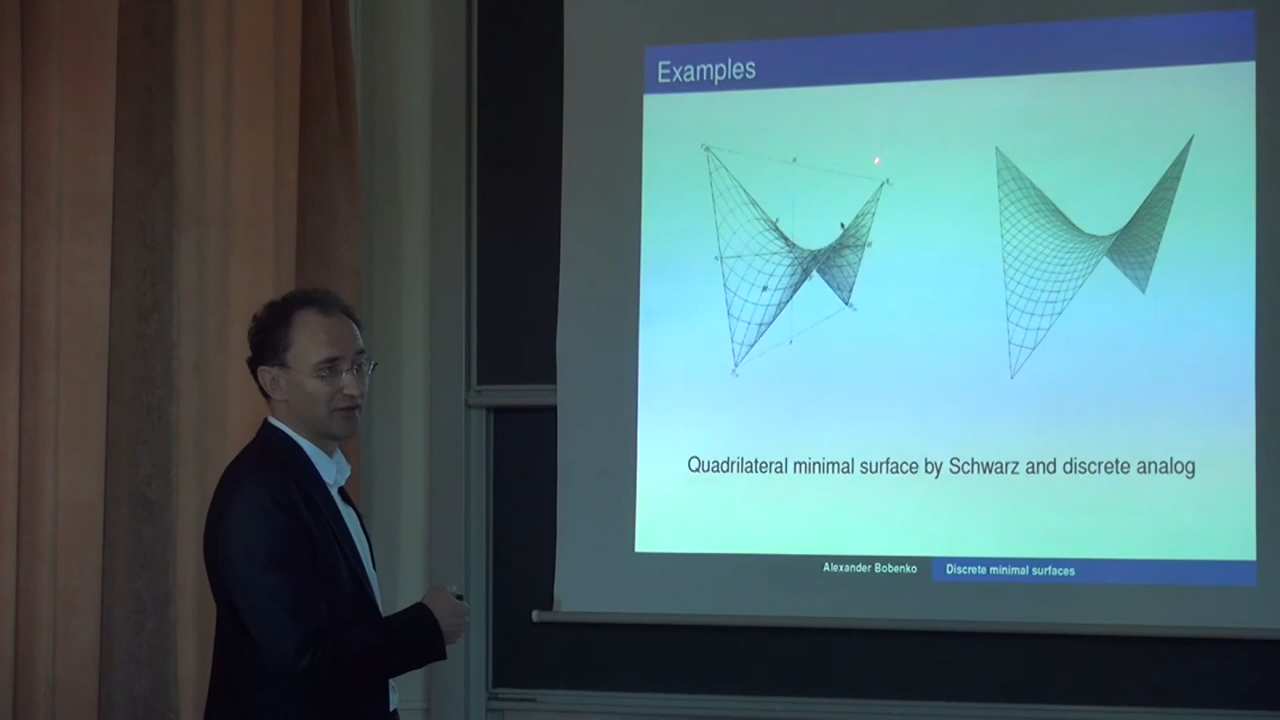 Examples
Quadrilateral minimal surface by Schwarz and discrete analog
Alexander Bobenko
Discrete minimal surfaces